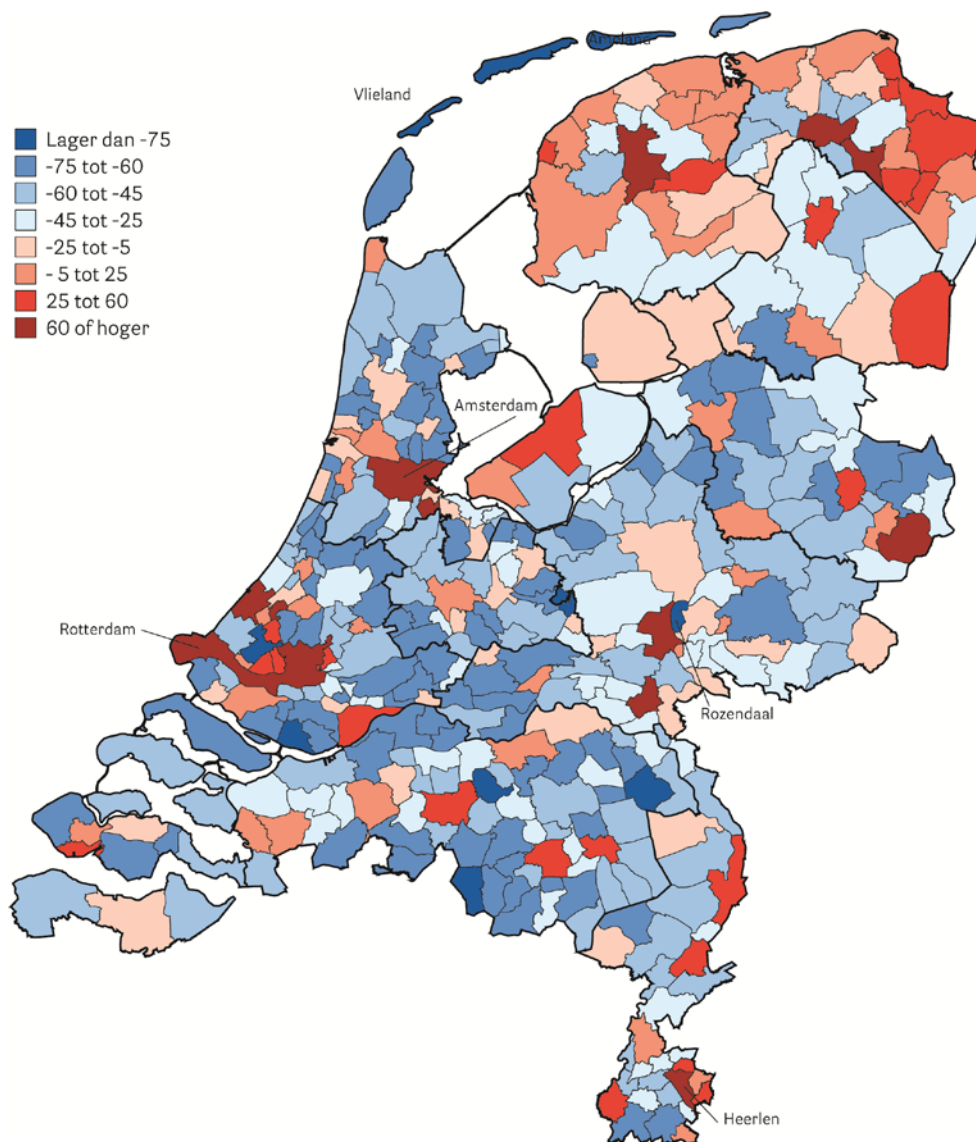 Ameland
Vlieland
Lager dan -75
-75 tot -60
-60 tot -45
-45 tot -25
-25 tot -5
- 5 tot 25
25 tot 60
60 of hoger
Amsterdam
Rotterdam
Rozendaal
Heerlen